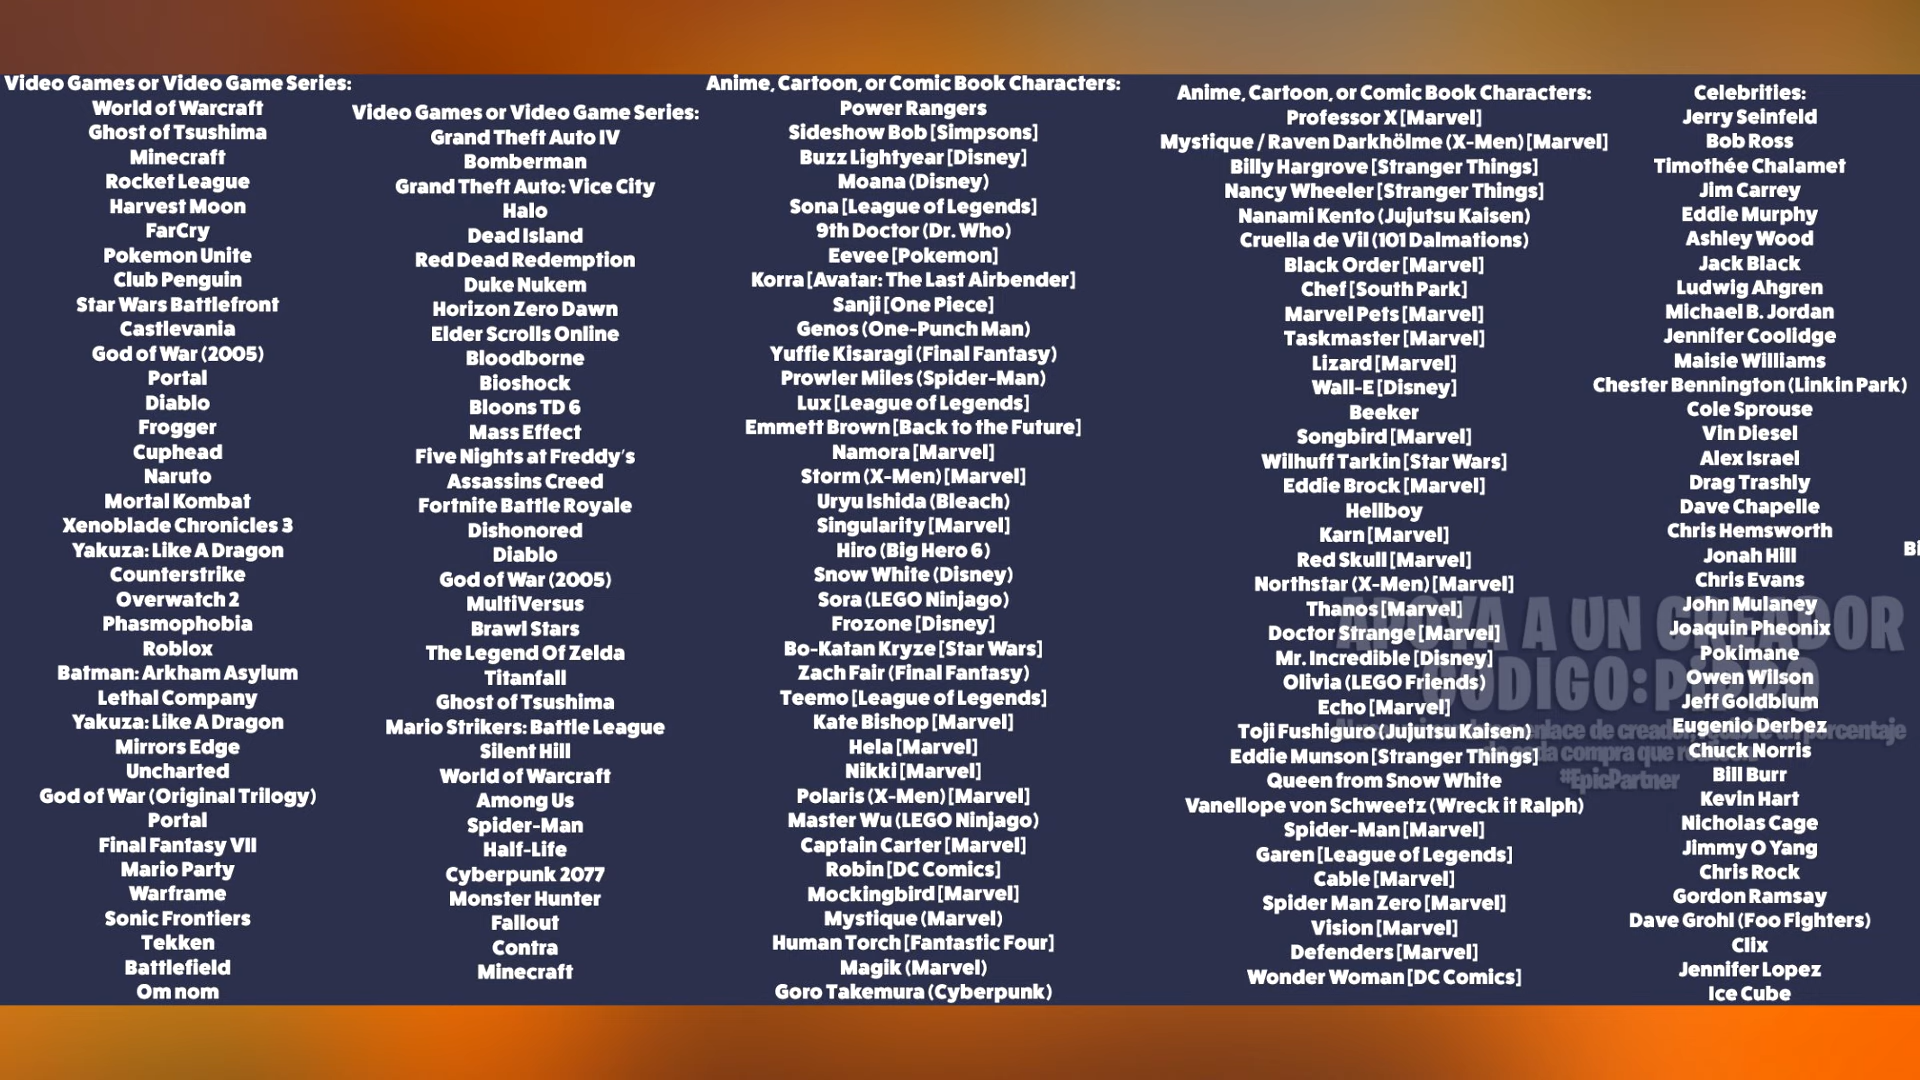 Video Games or Video Game Series:
World of Warcraft
Ghost of Tsushima
Minecraft
Rocket League
Harvest Moon
FarCry
Pokemon Unite
Club Penguin
Star Wars Battlefront
Castlevania
God of War (2005)
Portal
Diablo
Frogger
Cuphead
Naruto
Mortal Kombat
Xenoblade Chronicles 3
Yakuza: Like A Dragon
Counterstrike
Overwatch 2
Phasmophobia
Roblox
Batman: Arkham Asylum
Lethal Company
Yakuza: Like A Dragon
Mirrors Edge
Uncharted
God of War (Original Trilogy)
Portal
Final Fantasy VII
Mario Party
Warframe
Sonic Frontiers
Tekken
Battlefield
Om nom
Video Games or Video Game Series:
Grand Theft Auto IV
Bomberman
Grand Theft Auto: Vice City
Halo
Dead Island
Red Dead Redemption
Duke Nukem
Horizon Zero Dawn
Elder Scrolls Online
Bloodborne
Bioshock
Bloons TD 6
Mass Effect
Five Nights at Freddy's
Assassins Creed
Fortnite Battle Royale
Dishonored
Diablo
God of War (2005)
MultiVersus
Brawl Stars
The Legend Of Zelda
Titanfall
Ghost of Tsushima
Mario Strikers: Battle League
Silent Hill
World of Warcraft
Among Us
Spider-Man
Half-Life
Cyberpunk 2077
Monster Hunter
Fallout
Contra
Minecraft
Anime, Cartoon, or Comic Book Characters:
Power Rangers
Sideshow Bob [Simpsons]
Buzz Lightyear [Disney]
Moana (Disney)
Sona [League of Legends]
9th Doctor (Dr. Who)
Eevee [Pokemon]
Korra [Avatar: The Last Airbender]
Sanji [One Piece]
Genos (One-Punch Man)
Yuffie Kisaragi (Final Fantasy)
Prowler Miles (Spider-Man)
Lux [League of Legends]
Emmett Brown [Back to the Future]
Namora [Marvel]
Storm (X-Men) [Marvel]
Uryu Ishida (Bleach)
Singularity [Marvel]
Hiro (Big Hero 6)
Snow White (Disney)
Sora (LEGO Ninjago)
Frozone [Disney]
Bo-Katan Kryze [Star Wars]
Zach Fair (Final Fantasy)
Teemo [League of Legends]
Kate Bishop [Marvel]
Hela [Marvel]
Nikki [Marvel]
Polaris (X-Men) [Marvel]
Master Wu (LEGO Ninjago)
Captain Carter [Marvel]
Robin [DC Comics]
Mockingbird [Marvel]
Mystique (Marvel)
Human Torch [Fantastic Four]
Magik (Marvel)
Goro Takemura (Cyberpunk)
Anime, Cartoon, or Comic Book Characters:
Professor X [Marvel]
Mystique / Raven Darkhölme (X-Men) [Marvel]
Billy Hargrove [Stranger Things]
Nancy Wheeler [Stranger Things]
Nanami Kento (Jujutsu Kaisen)
Cruella de Vil (101 Dalmations)
Black Order [Marvel]
Chef [South Park]
Marvel Pets [Marvel]
Taskmaster [Marvel]
Lizard [Marvel]
Wall-E [Disney]
Beeker
Songbird [Marvel]
Wilhuff Tarkin [Star Wars]
Eddie Brock [Marvel]
Hellboy
Karn [Marvel]
Red Skull [Marvel]
Northstar (X-Men) [Marvel]
Thanos [Marvel]
Doctor Strange [Marvel]
Mr. Incredible [Disney]
Olivia (LEGO Friends)
Echo [Marvel]
Toji Fushiguro (Jujutsu Kaisen)
Eddie Munson [Stranger Things]
Queen from Snow White
Vanellope von Schweetz (Wreck it Ralph)
Spider-Man [Marvel]
Garen [League of Legends]
Cable [Marvel]
Spider Man Zero [Marvel]
Vision [Marvel]
Defenders [Marvel]
Wonder Woman [DC Comics]
Celebrities:
Jerry Seinfeld
Bob Ross
Timothée Chalamet
Jim Carrey
Eddie Murphy
Ashley Wood
Jack Black
Ludwig Ahgren
Michael B. Jordan
Jennifer Coolidge
Maisie Williams
Chester Bennington (Linkin Park)
Cole Sprouse
Vin Diesel
Alex Israel
Drag Trashly
Dave Chapelle
Chris Hemsworth
Jonah Hill
Chris Evans
John Mulaney
Joaquin Pheonix
Pokimane
Owen Wilson
Jeff Goldblum
Eugenio Derbez
Chuck Norris
Bill Burr
Kevin Hart
Nicholas Cage
Jimmy O Yang
Chris Rock
Gordon Ramsay
Dave Grohl (Foo Fighters)
Clix
Jennifer Lopez
Ice Cube
APOYA A UN CREADOR
CÓDIGO:
enlace de creador porcentaje
de cada compra que
#EpicPartner